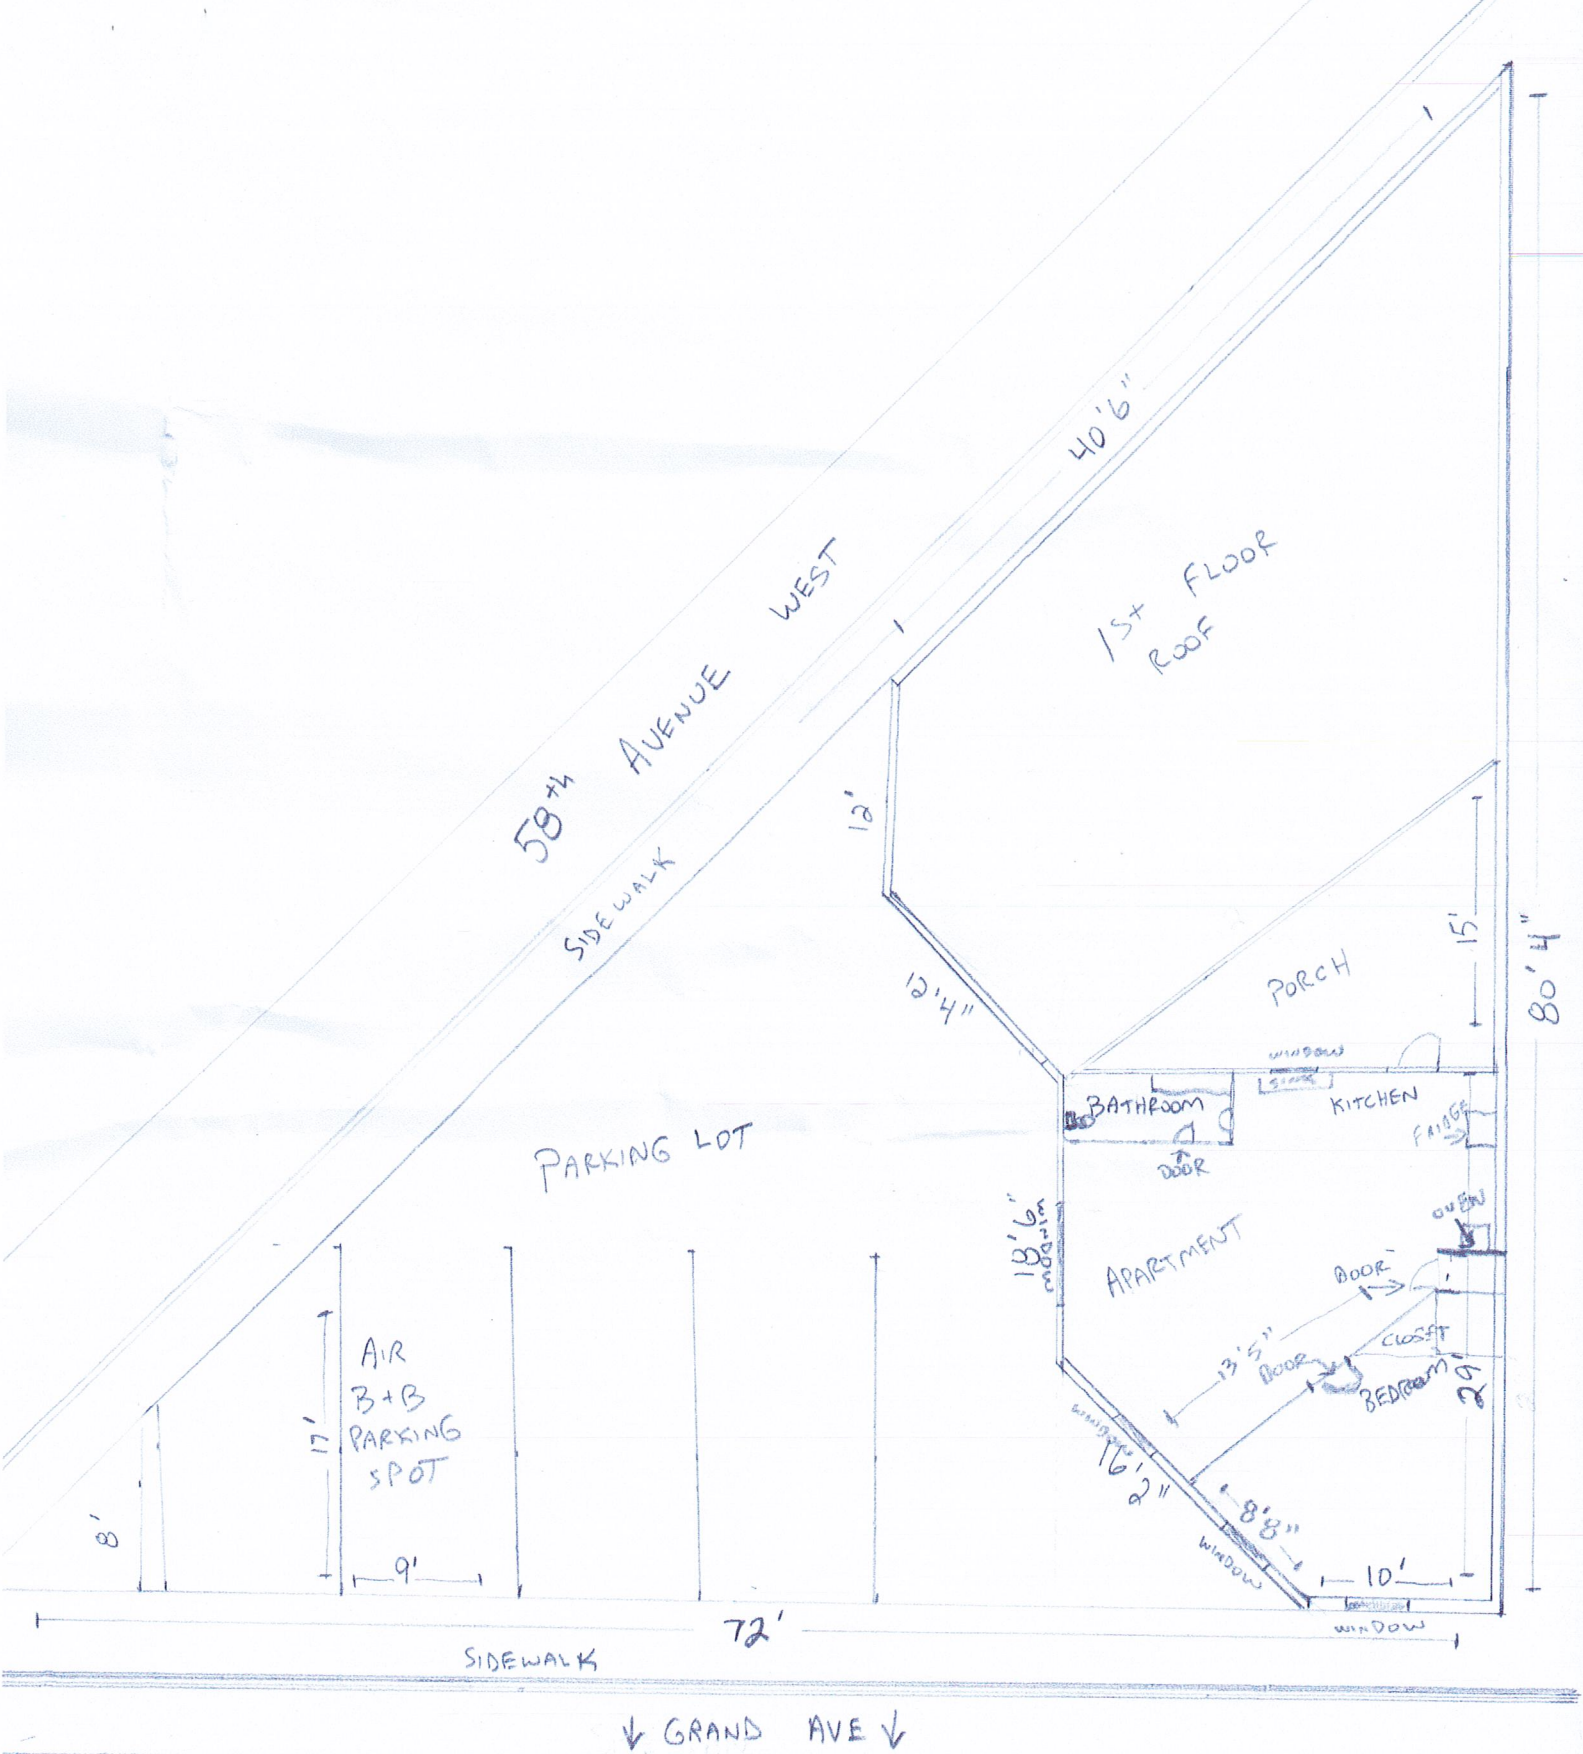 40'6"
58th AVENUE WEST
SIDEWALK
1st FLOOR
ROOF
12'
12'4"
PORCH
15'
80'4"
WINDOW
SINK
BATHROOM
KITCHEN
FRIDGE
DOOR
PARKING LOT
18'6"
WINDOW
APARTMENT
OVEN
DOOR
CLOSET
13'5"
DOOR
BEDROOM
29'
AIR
B+B
PARKING
SPOT
17'
9'
8'
WINDOW
16'2"
8'8"
WINDOW
10'
WINDOW
72'
SIDEWALK
↓ GRAND AVE ↓